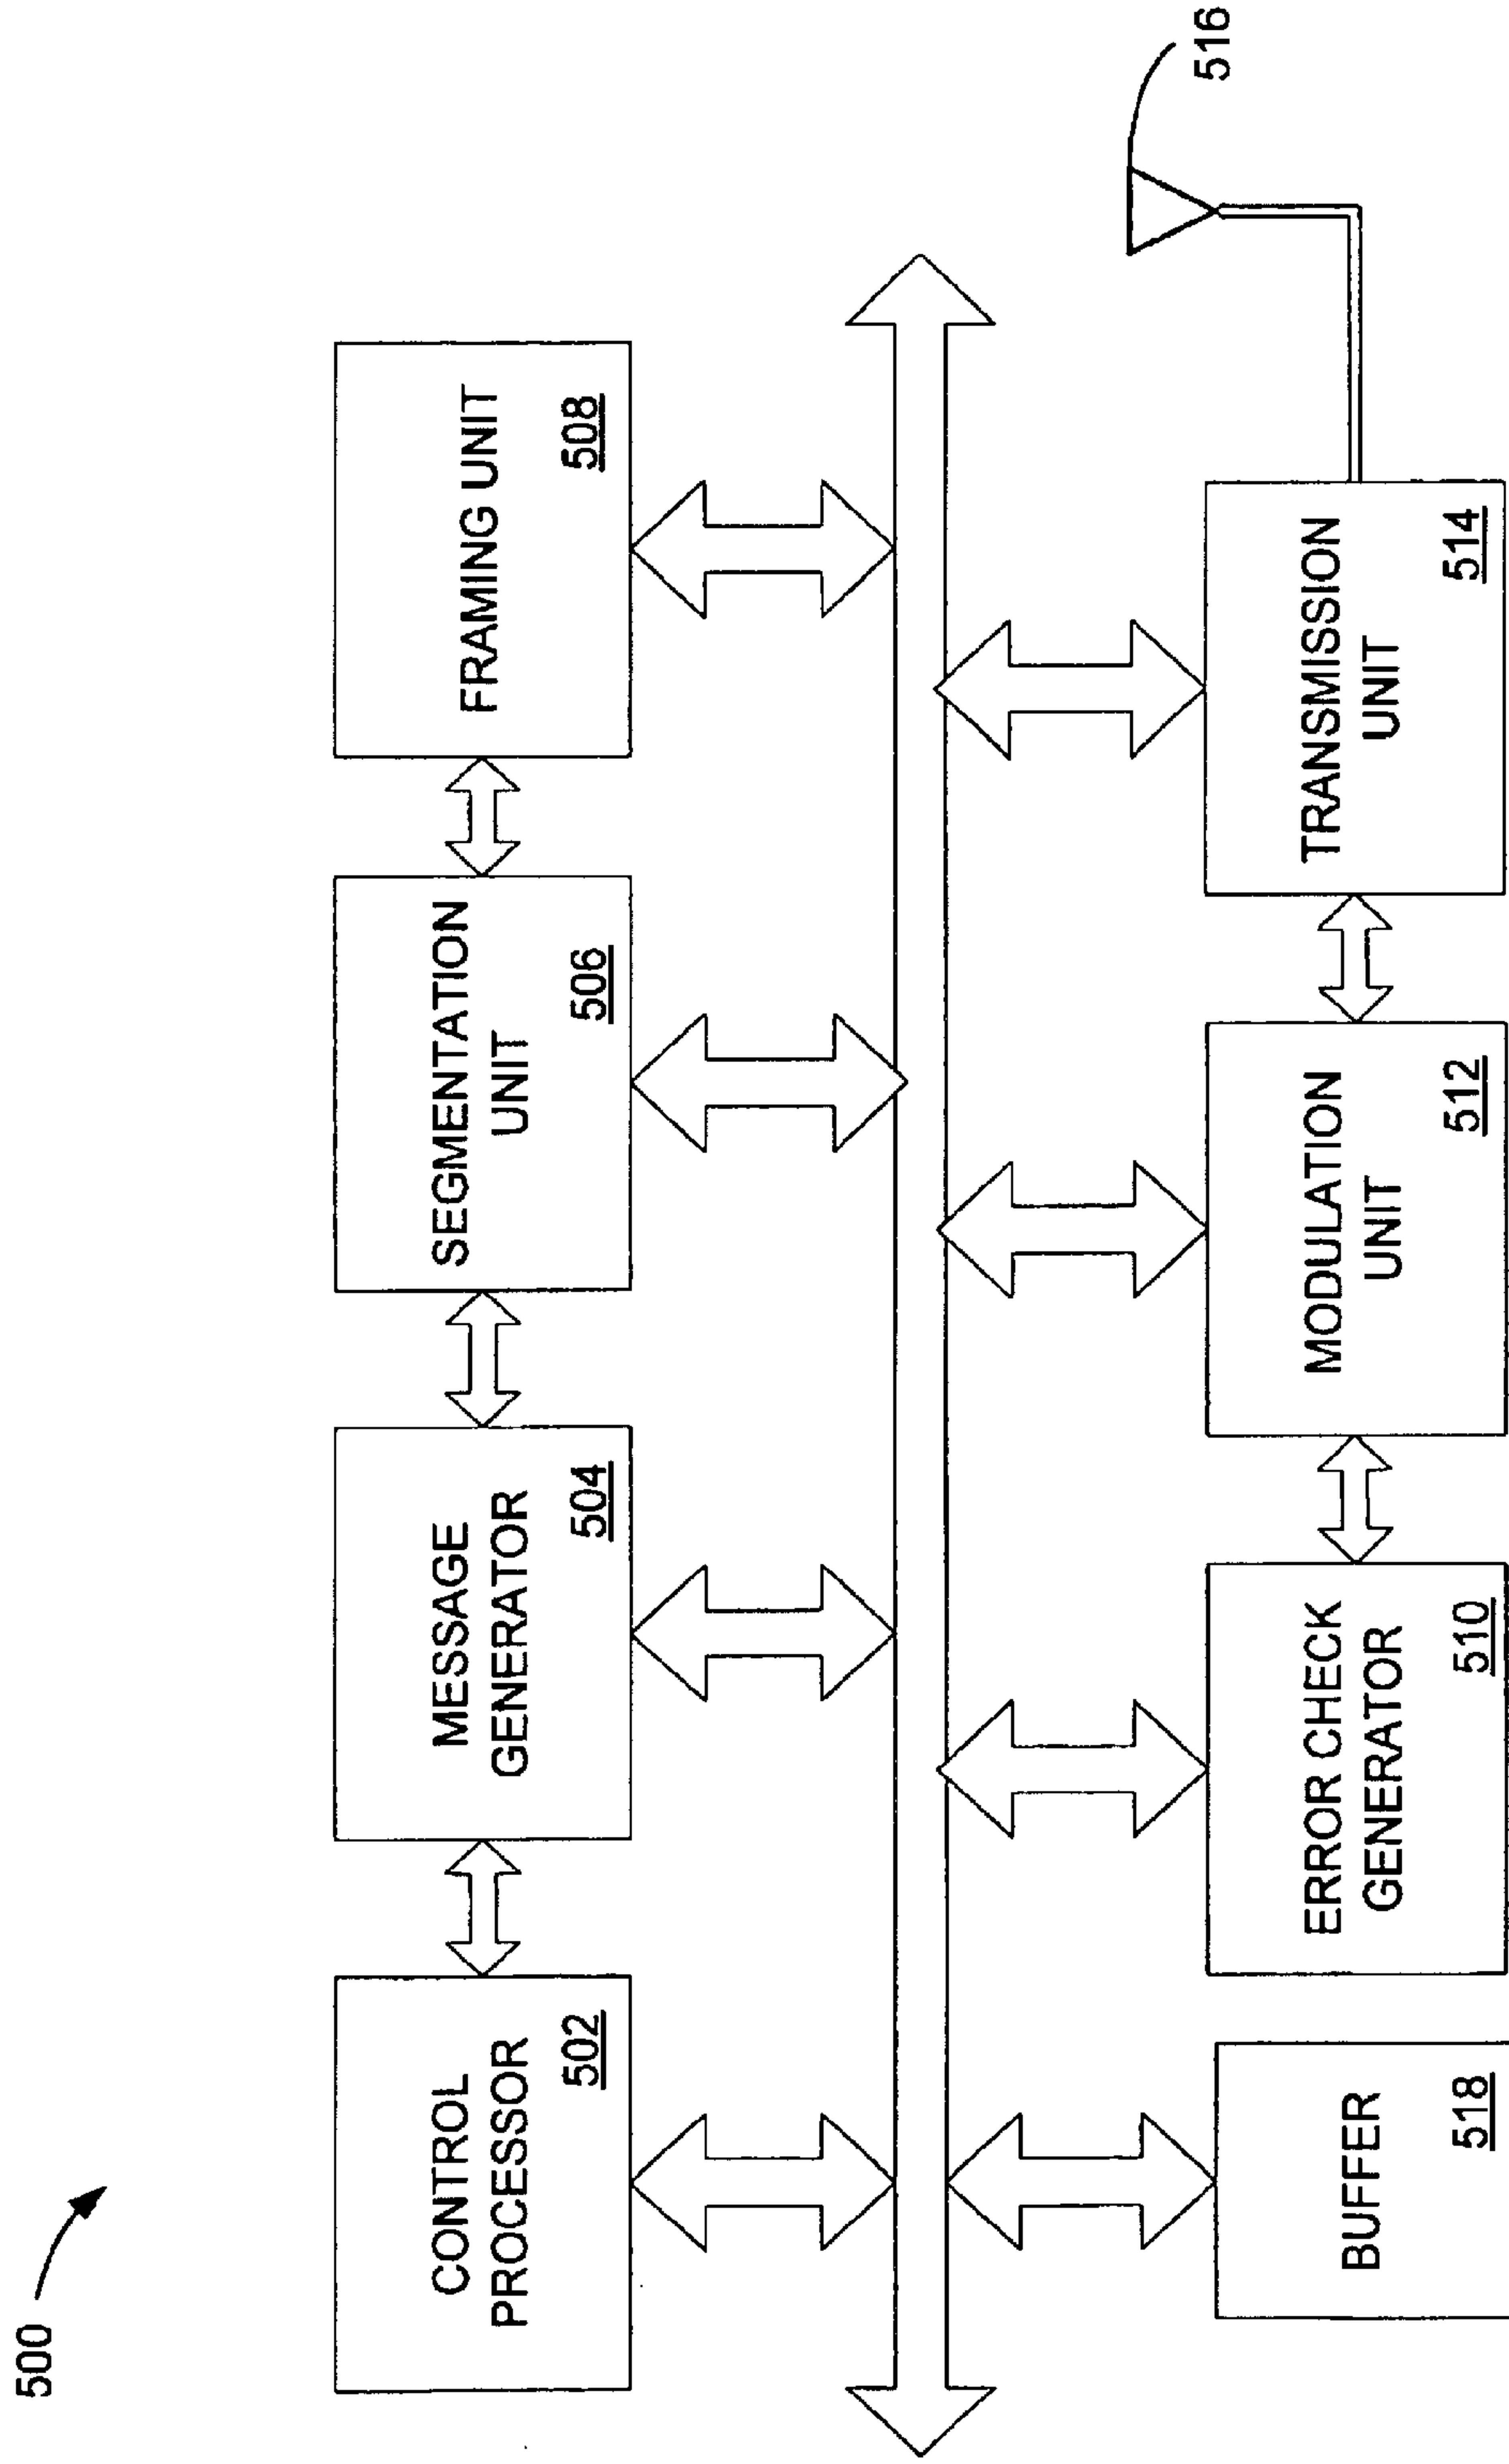 500
CONTROL
PROCESSOR
502
MESSAGE
GENERATOR
504
SEGMENTATION
UNIT
506
FRAMING UNIT
508
BUFFER
518
ERROR CHECK
GENERATOR
510
MODULATION
UNIT
512
TRANSMISSION
UNIT
514
516